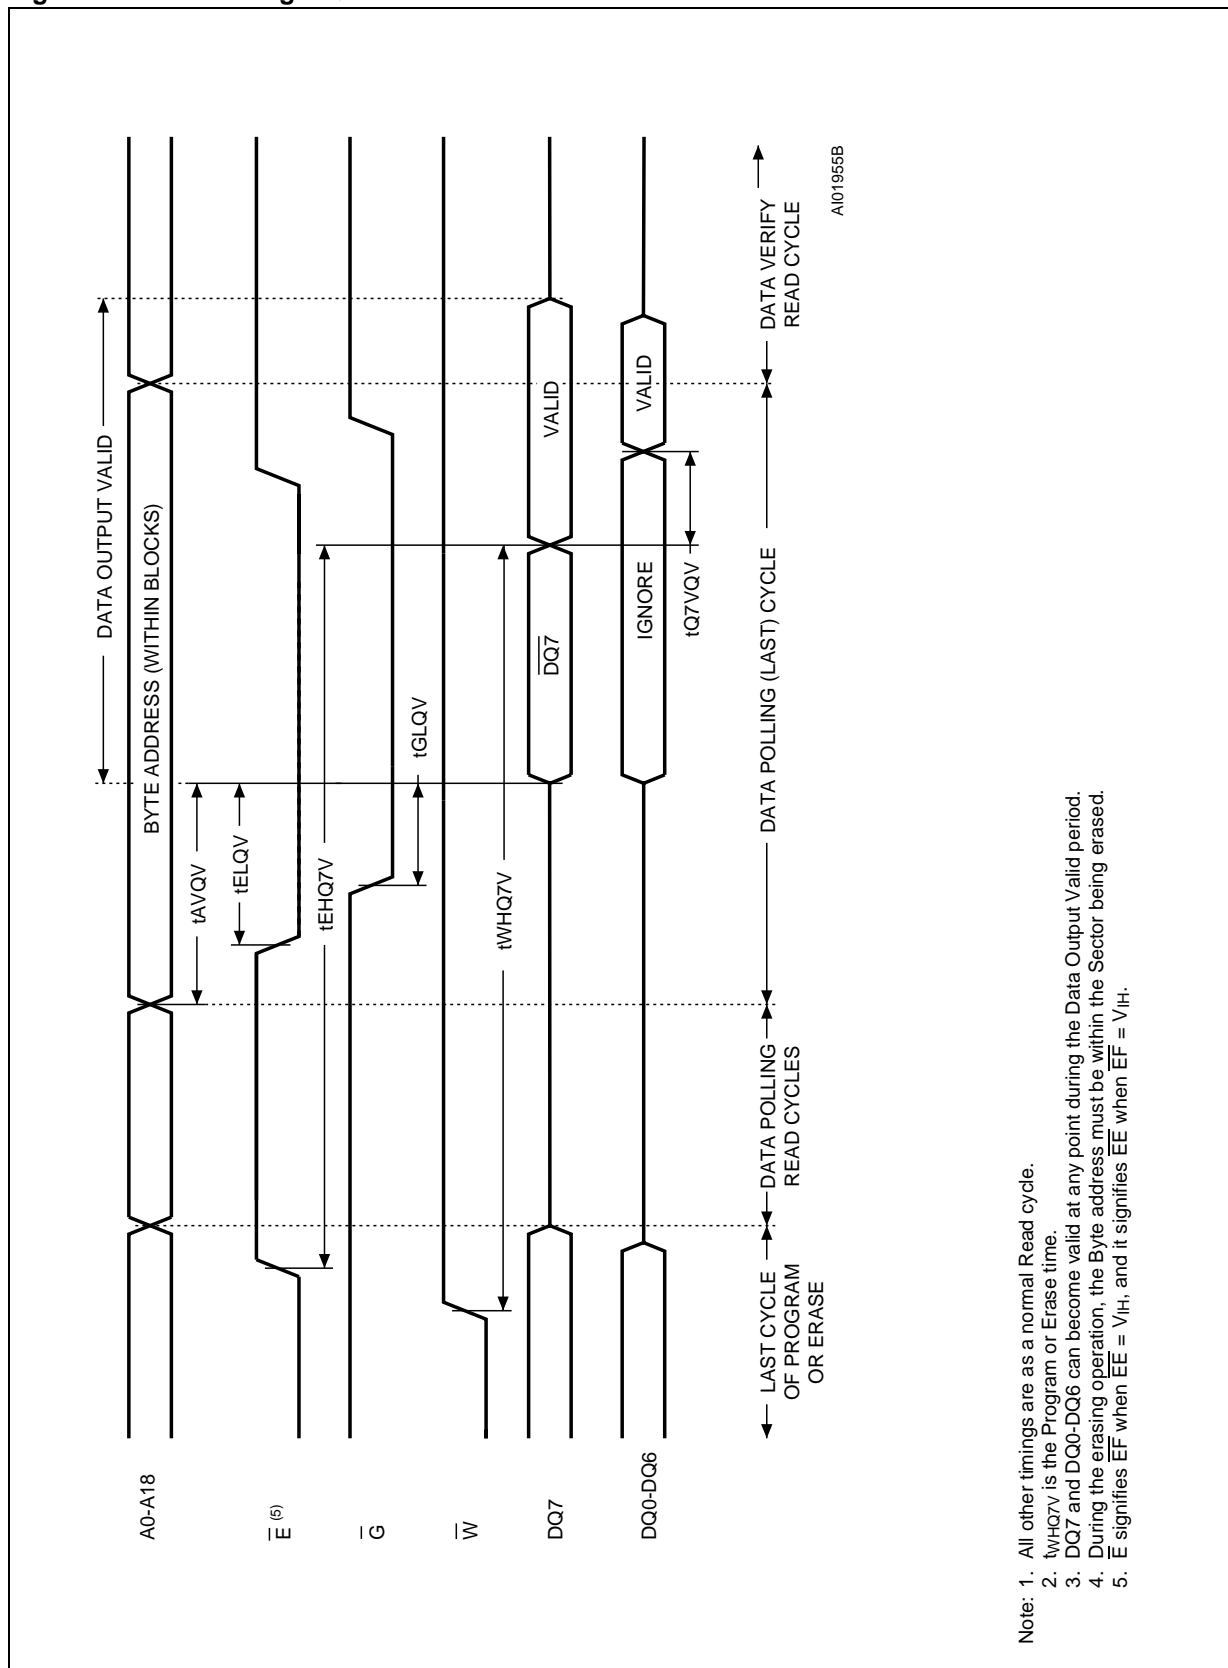 A0-A18
BYTE ADDRESS (WITHIN BLOCKS)
DATA OUTPUT VALID
tAVQV
tELQV
E (5)
tEHQ7V
G
tGLQV
W
tWHQ7V
DQ7
DQ7
VALID
DQ0-DQ6
IGNORE
VALID
tQ7VQV
LAST CYCLE
OF PROGRAM
OR ERASE
DATA POLLING
READ CYCLES
DATA POLLING (LAST) CYCLE
DATA VERIFY
READ CYCLE
AI01955B
Note: 1. All other timings are as a normal Read cycle.
2. tWHQ7V is the Program or Erase time.
3. DQ7 and DQ0-DQ6 can become valid at any point during the Data Output Valid period.
4. During the erasing operation, the Byte address must be within the Sector being erased.
5. E signifies EF when EE = VIH, and it signifies EE when EF = VIH.